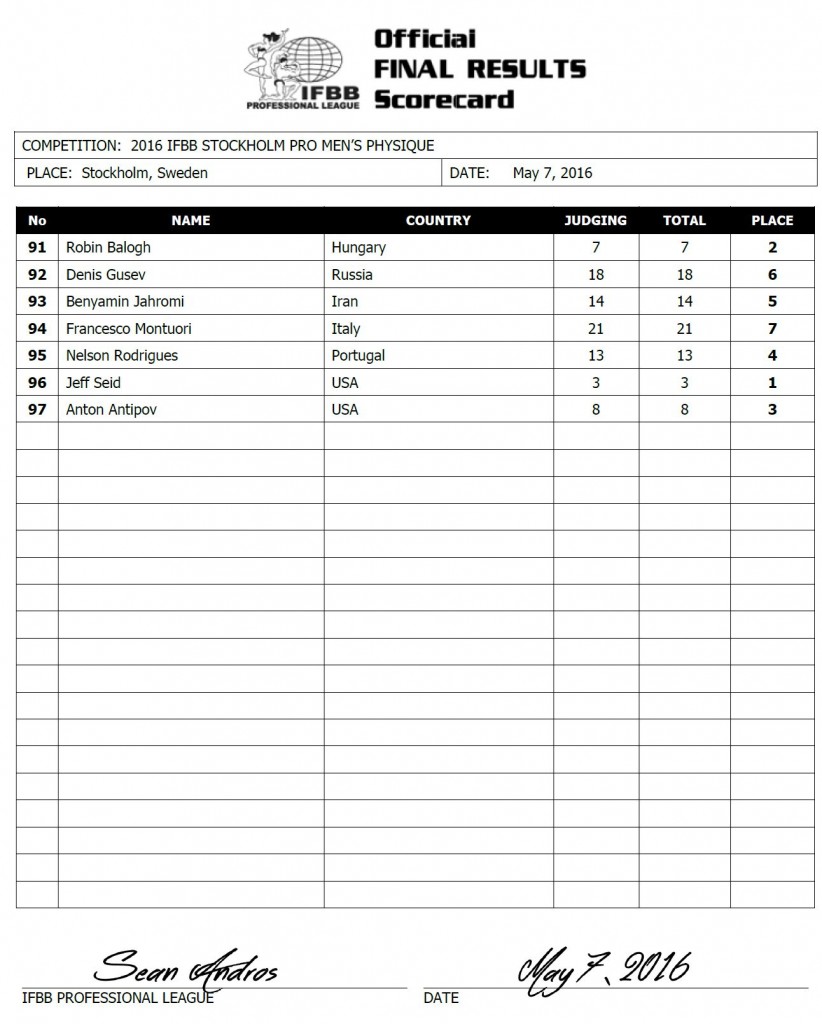 IFBB
PROFESSIONAL LEAGUE
Official
FINAL RESULTS
Scorecard
COMPETITION: 2016 IFBB STOCKHOLM PRO MEN'S PHYSIQUE
PLACE: Stockholm, Sweden DATE: May 7, 2016
No NAME COUNTRY JUDGING TOTAL PLACE
91 Robin Balogh Hungary 7 7 2
92 Denis Gusev Russia 18 18 6
93 Benyamin Jahromi Iran 14 14 5
94 Francesco Montuori Italy 21 21 7
95 Nelson Rodrigues Portugal 13 13 4
96 Jeff Seid USA 3 3 1
97 Anton Antipov USA 8 8 3
Sean Andros May 7, 2016
IFBB PROFESSIONAL LEAGUE DATE